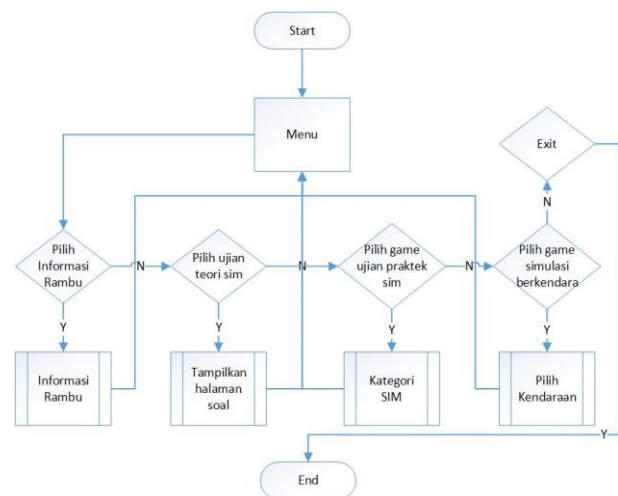 Start
Menu
Exit
N
Pilih
Informasi
Rambu
N
Pilih ujian
teori sim
N
Pilih game
ujian praktek
sim
N
Pilih game
simulasi
berkendara
Y
Y
Y
Y
Informasi
Rambu
Tampilkan
halaman
soal
Kategori
SIM
Pilih
Kendaraan
Y
End